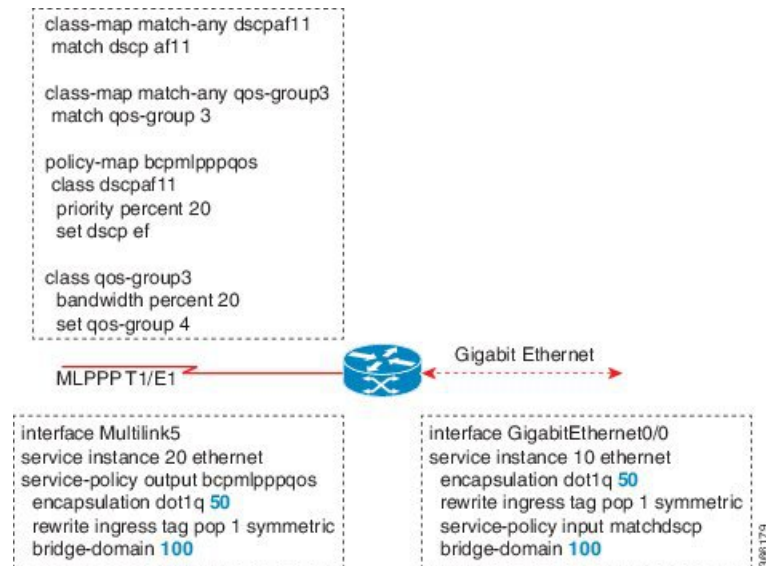 class-map match-any dscpaf11
match dscp af11
class-map match-any qos-group3
match qos-group 3
policy-map bcpmlpppqos
class dscpaf11
priority percent 20
set dscp ef
class qos-group3
bandwidth percent 20
set qos-group 4
MLPPP T1/E1
Gigabit Ethernet
interface Multilink5
service instance 20 ethernet
service-policy output bcpmlpppqos
encapsulation dot1q 50
rewrite ingress tag pop 1 symmetric
bridge-domain 100
interface GigabitEthernet0/0
service instance 10 ethernet
encapsulation dot1q 50
rewrite ingress tag pop 1 symmetric
service-policy input matchdscp
bridge-domain 100